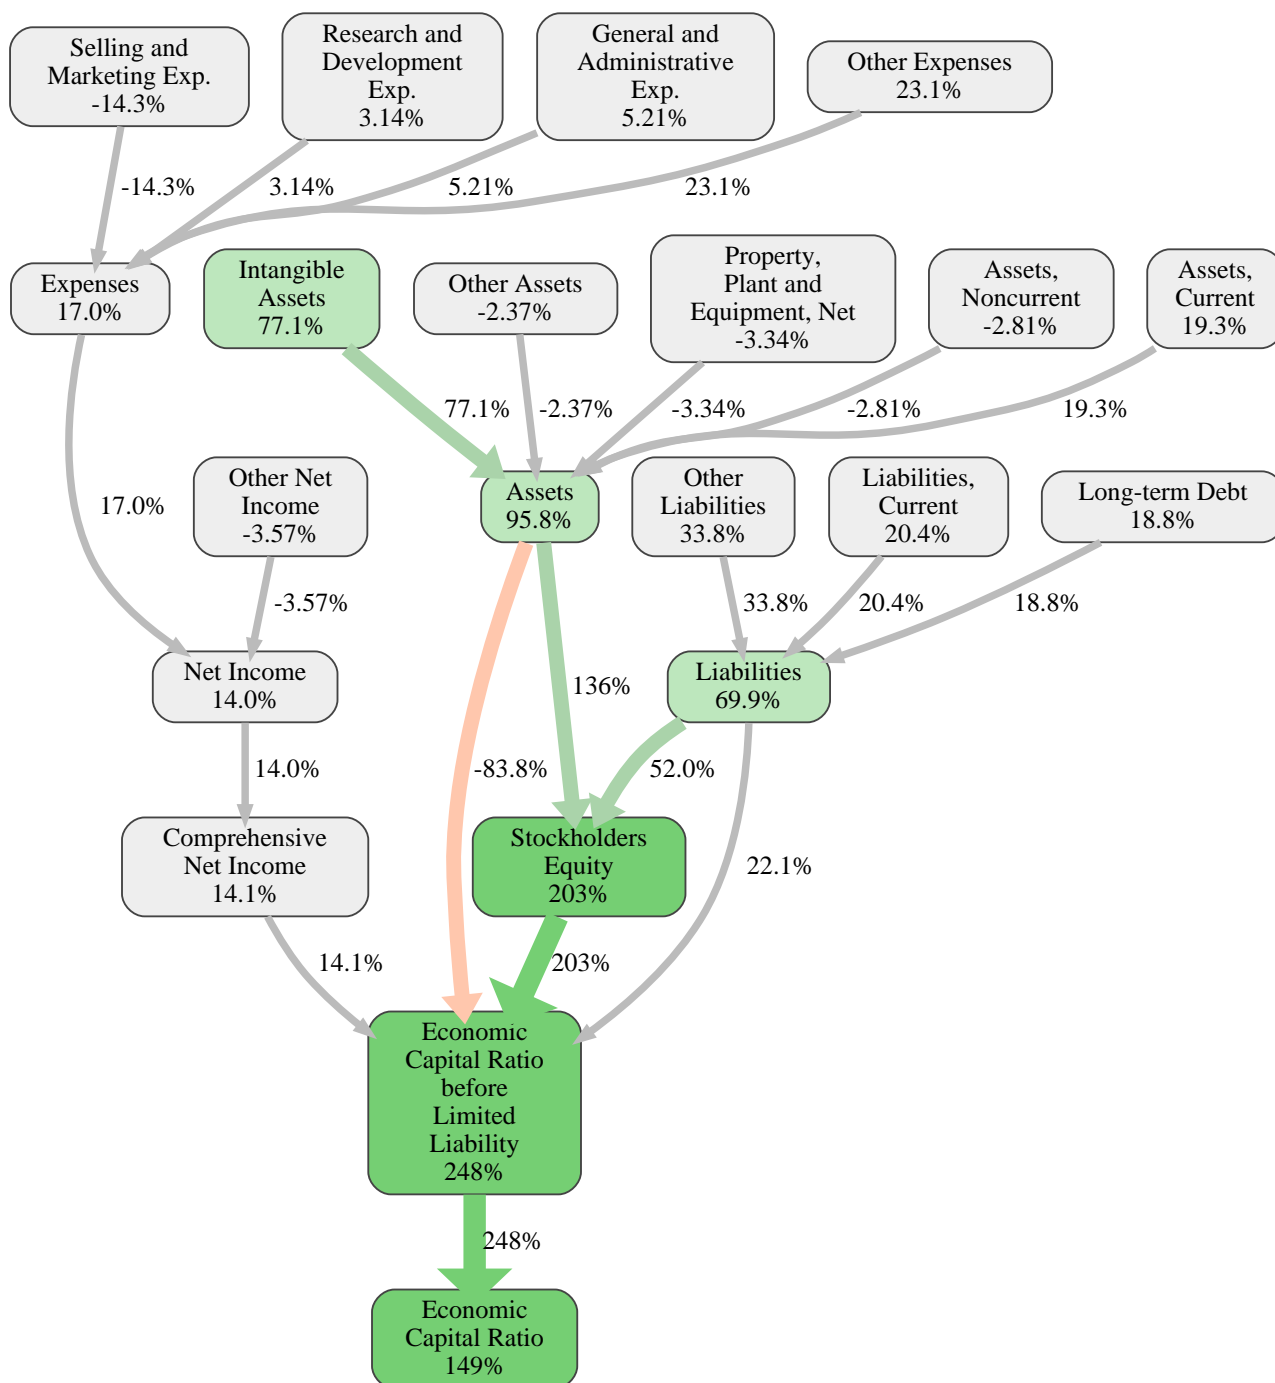 Selling and
Marketing Exp.
-14.3%
Research and
Development
Exp.
3.14%
General and
Administrative
Exp.
5.21%
Other Expenses
23.1%
-14.3%
3.14%
5.21%
23.1%
Expenses
17.0%
Intangible
Assets
77.1%
Other Assets
-2.37%
Property,
Plant and
Equipment, Net
-3.34%
Assets,
Noncurrent
-2.81%
Assets,
Current
19.3%
77.1%
-2.37%
-3.34%
-2.81%
19.3%
17.0%
Other Net
Income
-3.57%
Assets
95.8%
Other
Liabilities
33.8%
Liabilities,
Current
20.4%
Long-term Debt
18.8%
-3.57%
33.8%
20.4%
18.8%
Net Income
14.0%
136%
Liabilities
69.9%
14.0%
-83.8%
52.0%
Comprehensive
Net Income
14.1%
Stockholders
Equity
203%
22.1%
14.1%
203%
Economic
Capital Ratio
before
Limited
Liability
248%
248%
Economic
Capital Ratio
149%